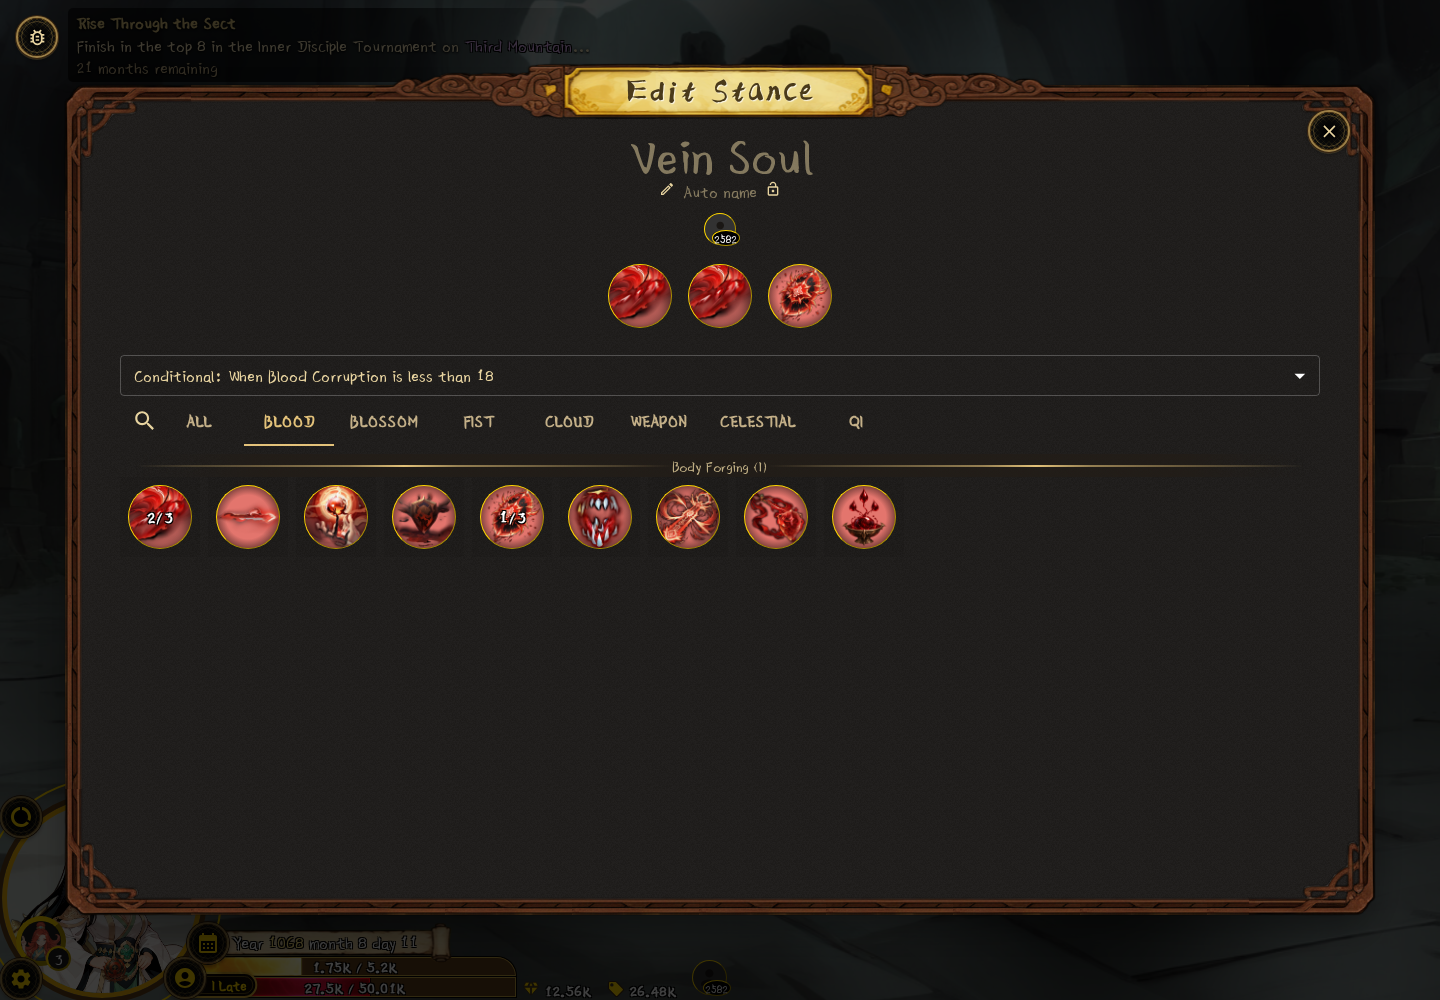 Rise Through the Sect
Finish in the top 8 in the Inner Disciple Tournament on Third Mountain...
21 months remaining
Edit Stance
Vein Soul
Auto name
2582
Conditional: When Blood Corruption is less than 18
ALL BLOOD BLOSSOM FIST CLOUD WEAPON CELESTIAL QI
Body Forging (I)
2/3 1/3
Year 1068 month 8 day 11
3
1.75K / 5.2K
I Late
27.5K / 50.01K
12.56K 26.48K 2582